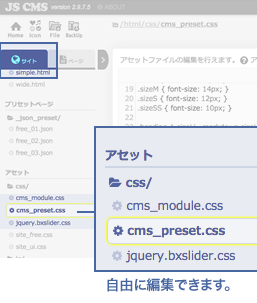 JS CMS version 2.9.7.5 ABOUT
Home Icon File BackUp
/html/css/cms_preset.css
サイト ページ
アセットファイルの編集を行えます。
simple.html
wide.html
プリセットページ
_json_preset/
free_01.json
free_02.json
free_03.json
アセット
css/
cms_module.css
cms_preset.css
jquery.bxslider.css
site_free.css
site_ui.css
19 .sizeM { font-size: 14px; }
20 .sizeS { font-size: 12px; }
21 .sizeSS { font-size: 10px; }
22
アセット
css/
cms_module.css
cms_preset.css
jquery.bxslider.css
自由に編集できます。